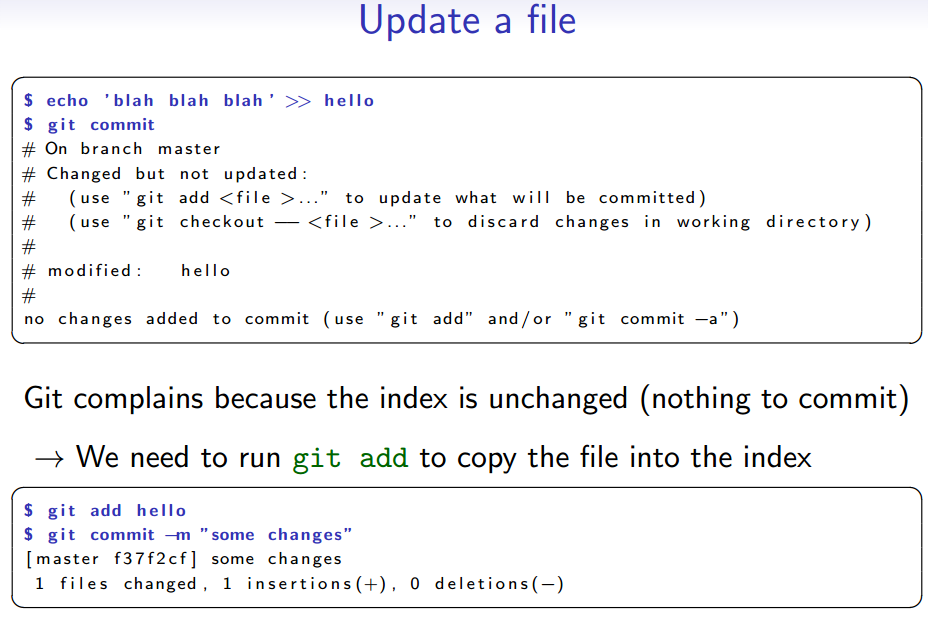 Update a file
$ echo 'blah blah blah' >> hello
$ git commit
# On branch master
# Changed but not updated:
#   (use "git add <file>..." to update what will be committed)
#   (use "git checkout -- <file>..." to discard changes in working directory)
#
# modified:   hello
#
no changes added to commit (use "git add" and/or "git commit -a")
Git complains because the index is unchanged (nothing to commit)
→ We need to run git add to copy the file into the index
$ git add hello
$ git commit -m "some changes"
[master f37f2cf] some changes
 1 files changed, 1 insertions(+), 0 deletions(-)